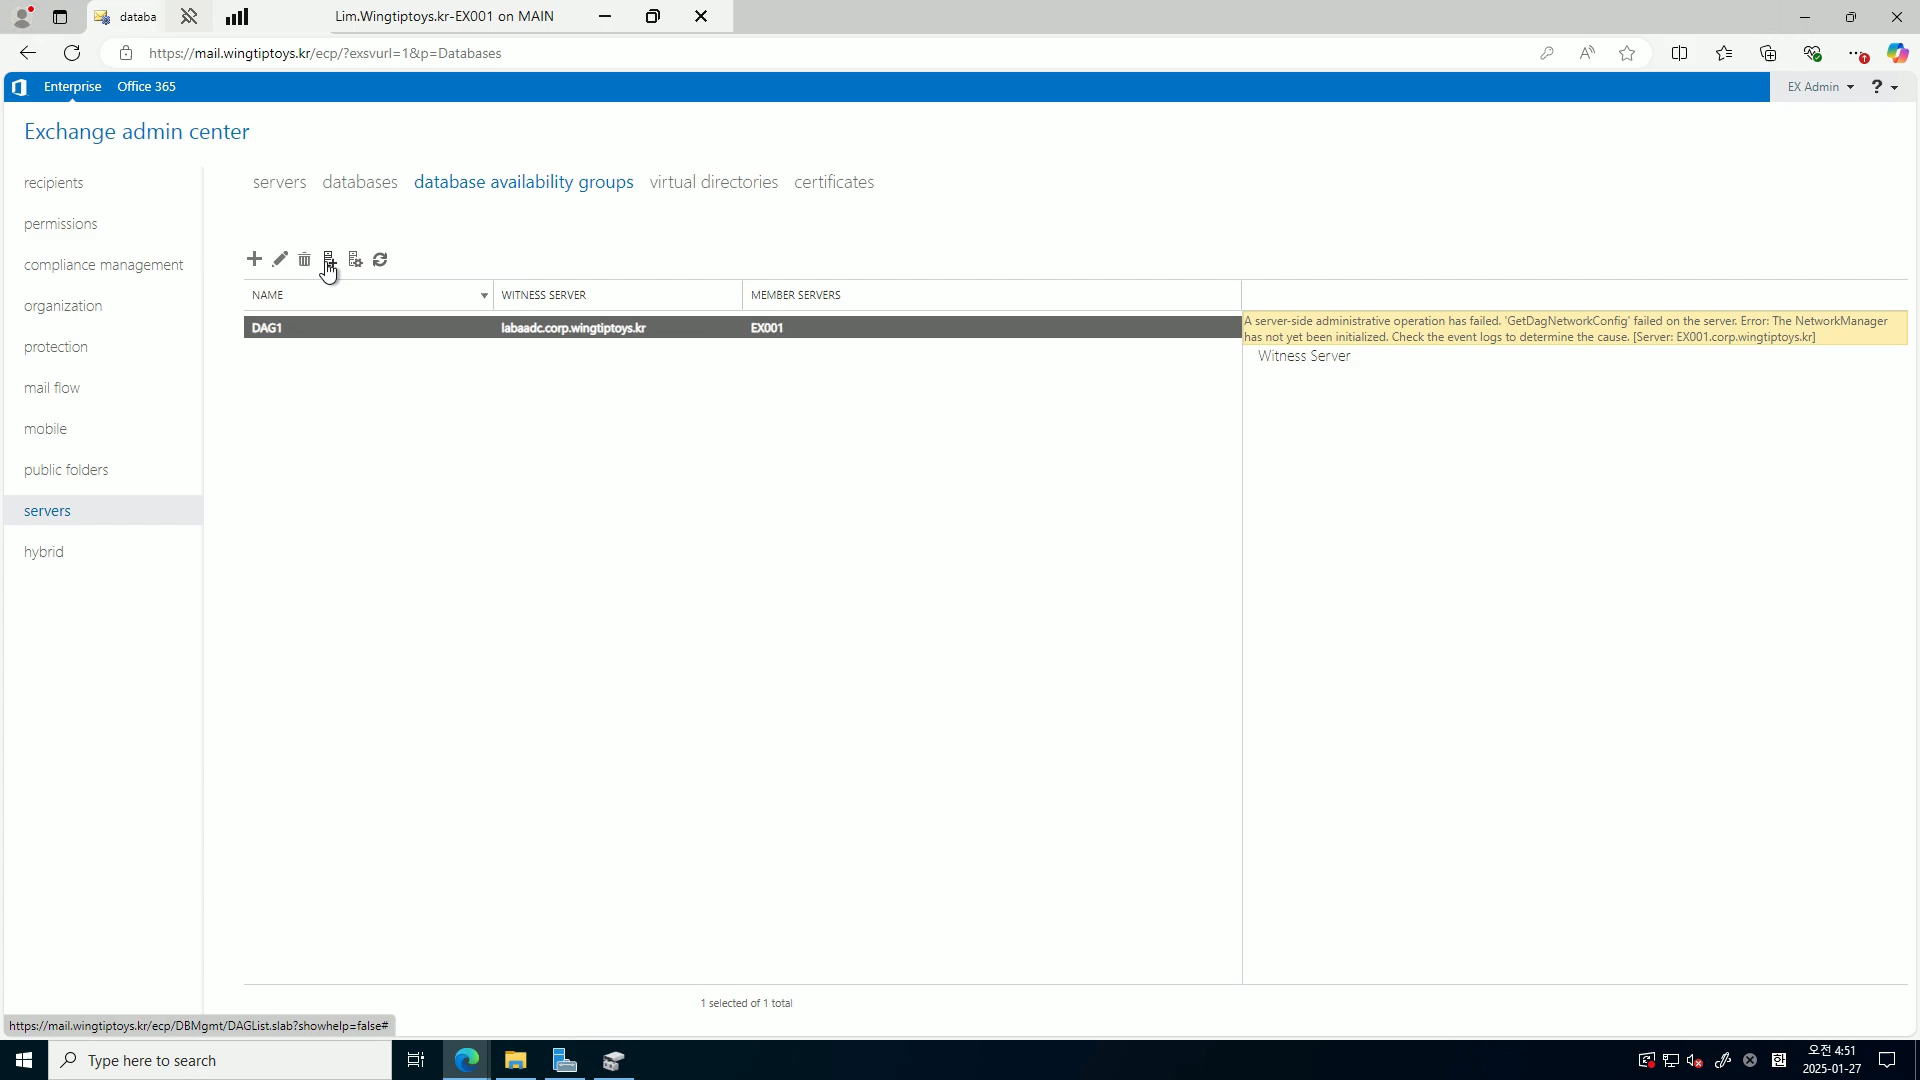 databa
Lim.Wingtiptoys.kr-EX001 on MAIN
https://mail.wingtiptoys.kr/ecp/?exsvurl=1&p=Databases
Enterprise Office 365
EX Admin ?
Exchange admin center
recipients
permissions
compliance management
organization
protection
mail flow
mobile
public folders
servers
hybrid
servers databases database availability groups virtual directories certificates
NAME WITNESS SERVER MEMBER SERVERS
DAG1 labaadc.corp.wingtiptoys.kr EX001
A server-side administrative operation has failed. 'GetDagNetworkConfig' failed on the server. Error: The NetworkManager
has not yet been initialized. Check the event logs to determine the cause. [Server: EX001.corp.wingtiptoys.kr]
Witness Server
1 selected of 1 total
https://mail.wingtiptoys.kr/ecp/DBMgmt/DAGList.slab?showhelp=false#
Type here to search
한
오전 4:51
2025-01-27